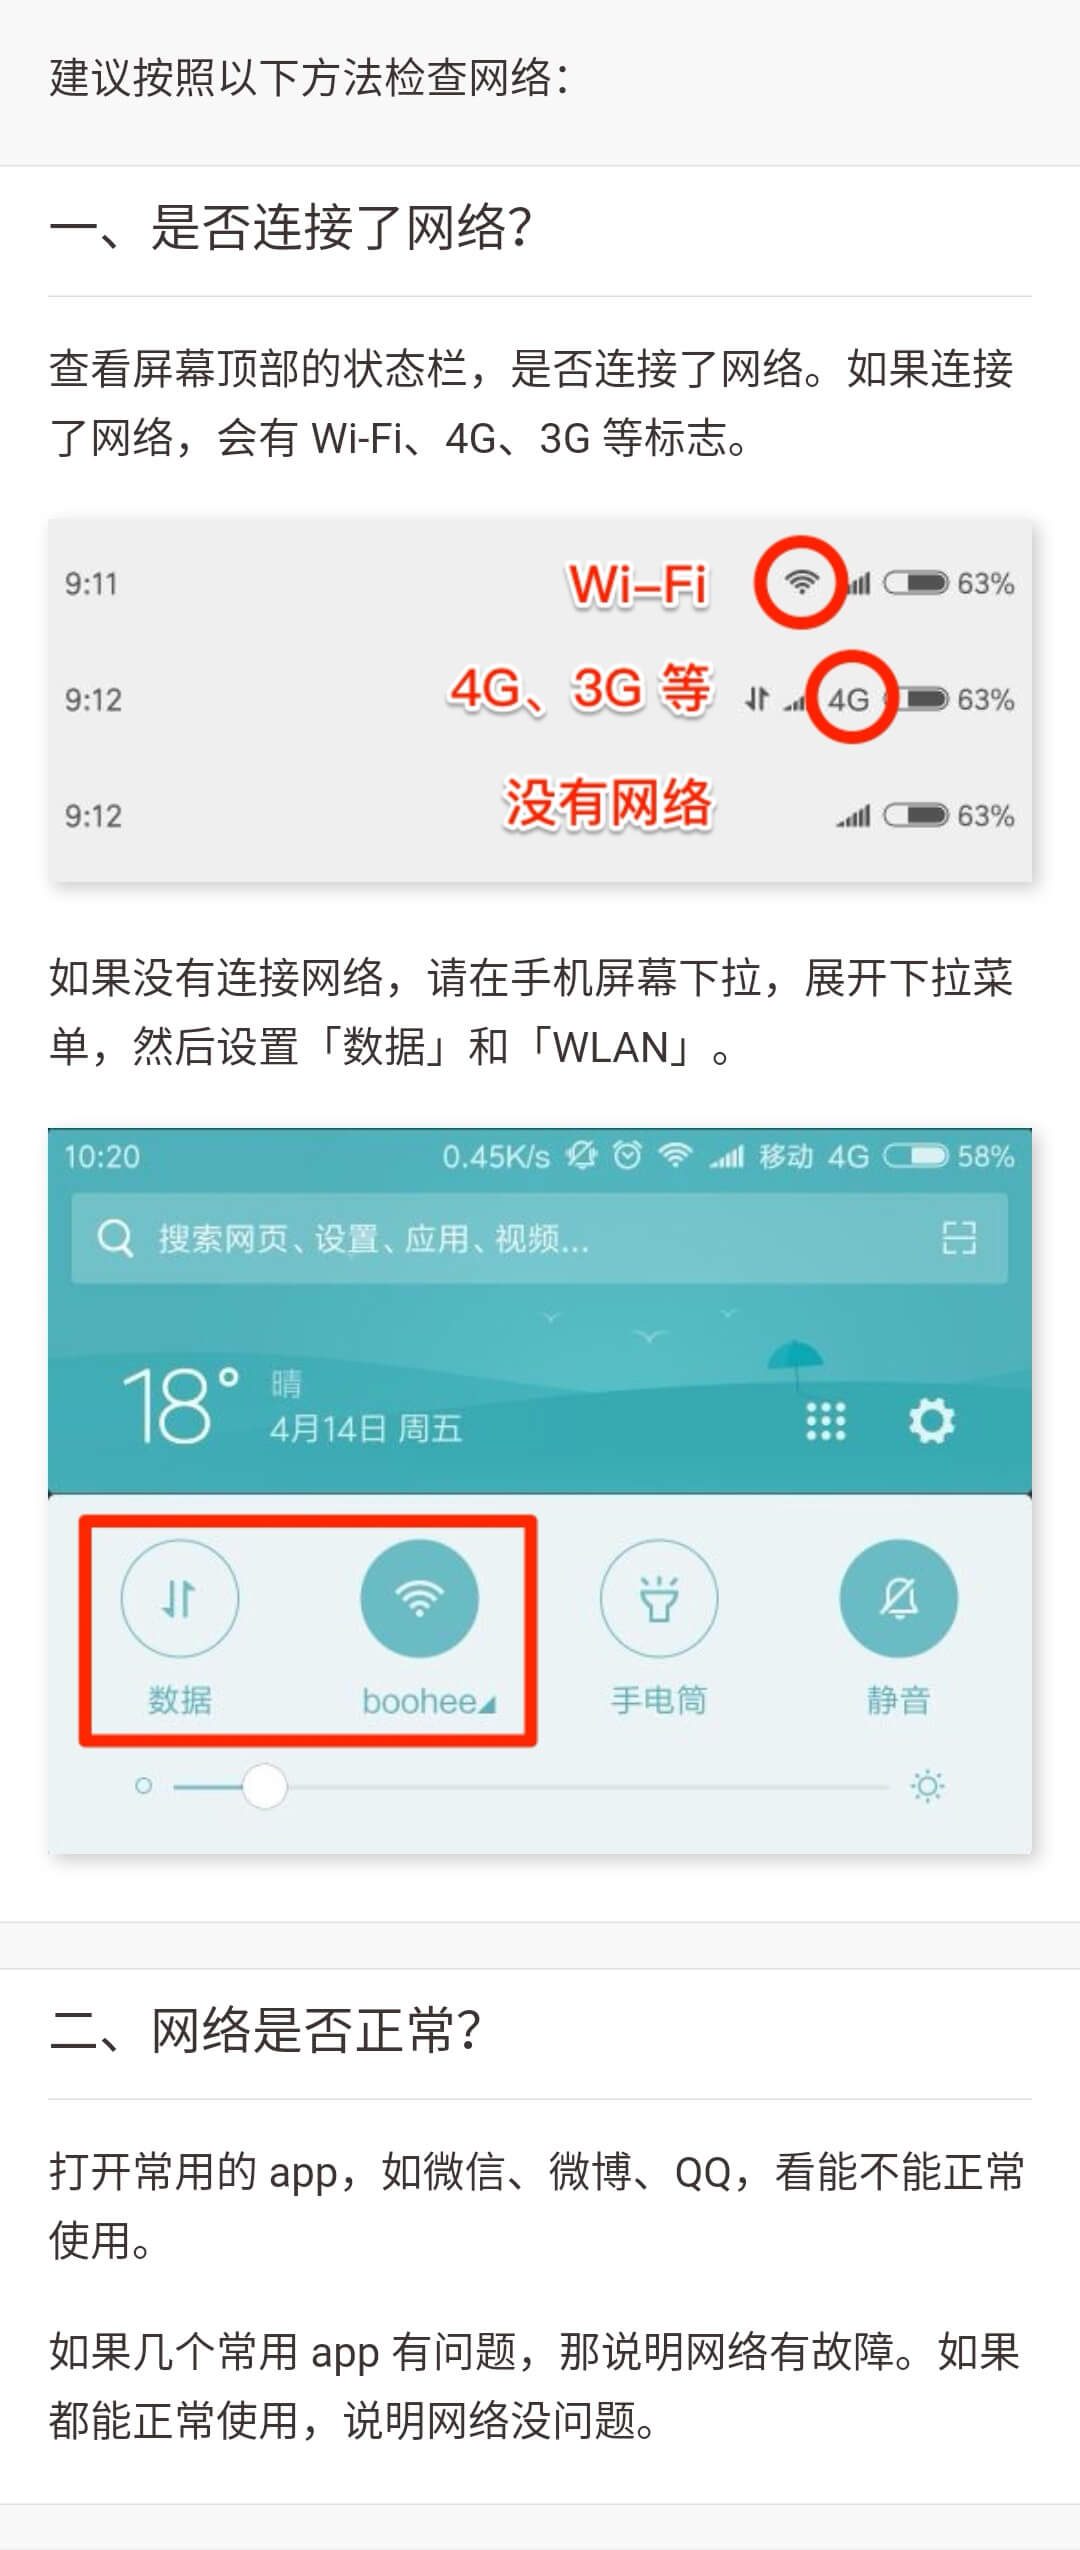 建议按照以下方法检查网络：
一、是否连接了网络？
查看屏幕顶部的状态栏，是否连接了网络。如果连接
了网络，会有 Wi-Fi、4G、3G 等标志。
9:11 Wi–Fi 63%
9:12 4G、3G 等 4G 63%
9:12 没有网络 63%
如果没有连接网络，请在手机屏幕下拉，展开下拉菜
单，然后设置「数据」和「WLAN」。
10:20 0.45K/s 移动 4G 58%
搜索网页、设置、应用、视频...
18° 晴
4月14日 周五
数据 boohee 手电筒 静音
二、网络是否正常？
打开常用的 app，如微信、微博、QQ，看能不能正常
使用。
如果几个常用 app 有问题，那说明网络有故障。如果
都能正常使用，说明网络没问题。